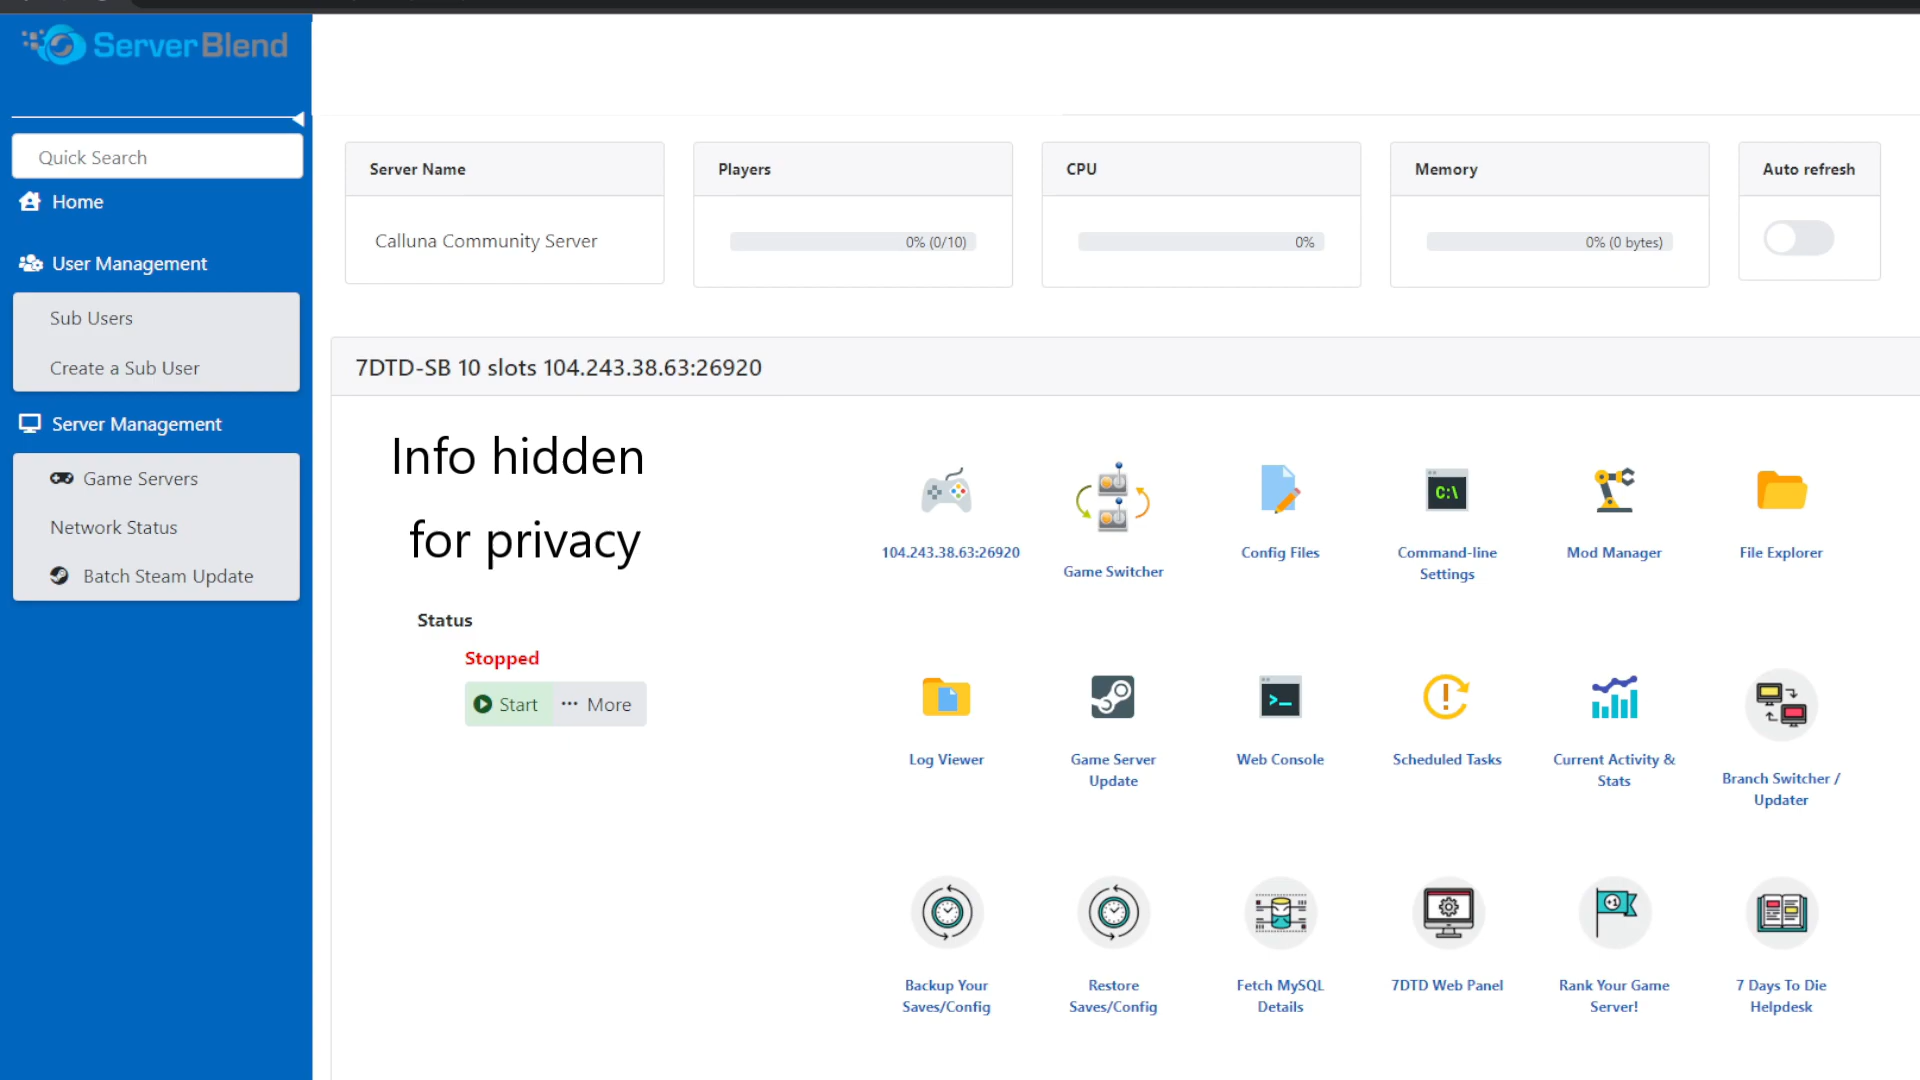 ServerBlend
Quick Search
Home
User Management
Sub Users
Create a Sub User
Server Management
Game Servers
Network Status
Batch Steam Update
Server Name
Calluna Community Server
Players
0% (0/10)
CPU
0%
Memory
0% (0 bytes)
Auto refresh
7DTD-SB 10 slots 104.243.38.63:26920
Info hidden
for privacy
Status
Stopped
Start
··· More
104.243.38.63:26920
Game Switcher
Config Files
C:\
Command-line
Settings
Mod Manager
File Explorer
Log Viewer
Game Server
Update
>_
Web Console
!
Scheduled Tasks
Current Activity &
Stats
Branch Switcher /
Updater
Backup Your
Saves/Config
Restore
Saves/Config
Fetch MySQL
Details
7DTD Web Panel
+1
Rank Your Game
Server!
7 Days To Die
Helpdesk